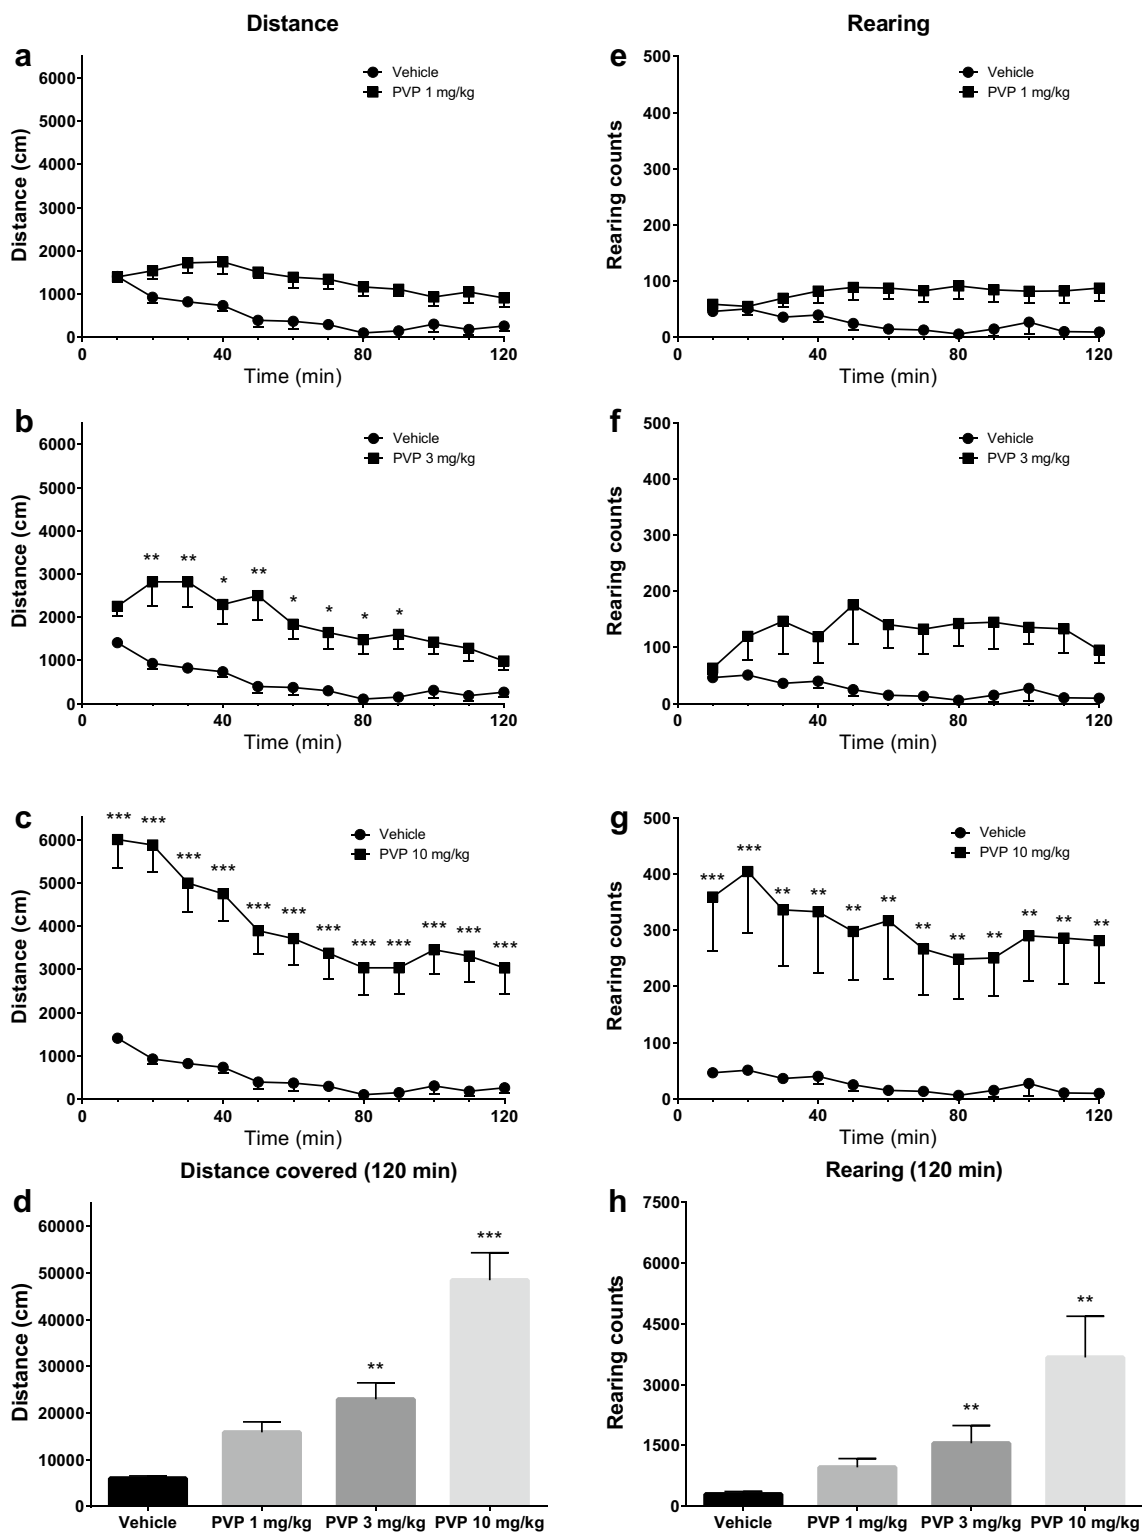 Distance
Rearing
a
Distance (cm)
6000
5000
4000
3000
2000
1000
0
Vehicle
PVP 1 mg/kg
0
40
80
120
Time (min)
e
Rearing counts
500
400
300
200
100
0
Vehicle
PVP 1 mg/kg
0
40
80
120
Time (min)
b
Distance (cm)
6000
5000
4000
3000
2000
1000
0
Vehicle
PVP 3 mg/kg
** ** * ** * * * *
0
40
80
120
Time (min)
f
Rearing counts
500
400
300
200
100
0
Vehicle
PVP 3 mg/kg
0
40
80
120
Time (min)
c
Distance (cm)
6000
5000
4000
3000
2000
1000
0
Vehicle
PVP 10 mg/kg
*** *** *** *** *** *** *** *** *** *** *** ***
0
40
80
120
Time (min)
g
Rearing counts
500
400
300
200
100
0
Vehicle
PVP 10 mg/kg
*** *** ** ** ** ** ** ** ** ** ** **
0
40
80
120
Time (min)
Distance covered (120 min)
d
Distance (cm)
60000
50000
40000
30000
20000
10000
0
**
***
Vehicle
PVP 1 mg/kg
PVP 3 mg/kg
PVP 10 mg/kg
Rearing (120 min)
h
Rearing counts
7500
6000
4500
3000
1500
0
**
**
Vehicle
PVP 1 mg/kg
PVP 3 mg/kg
PVP 10 mg/kg